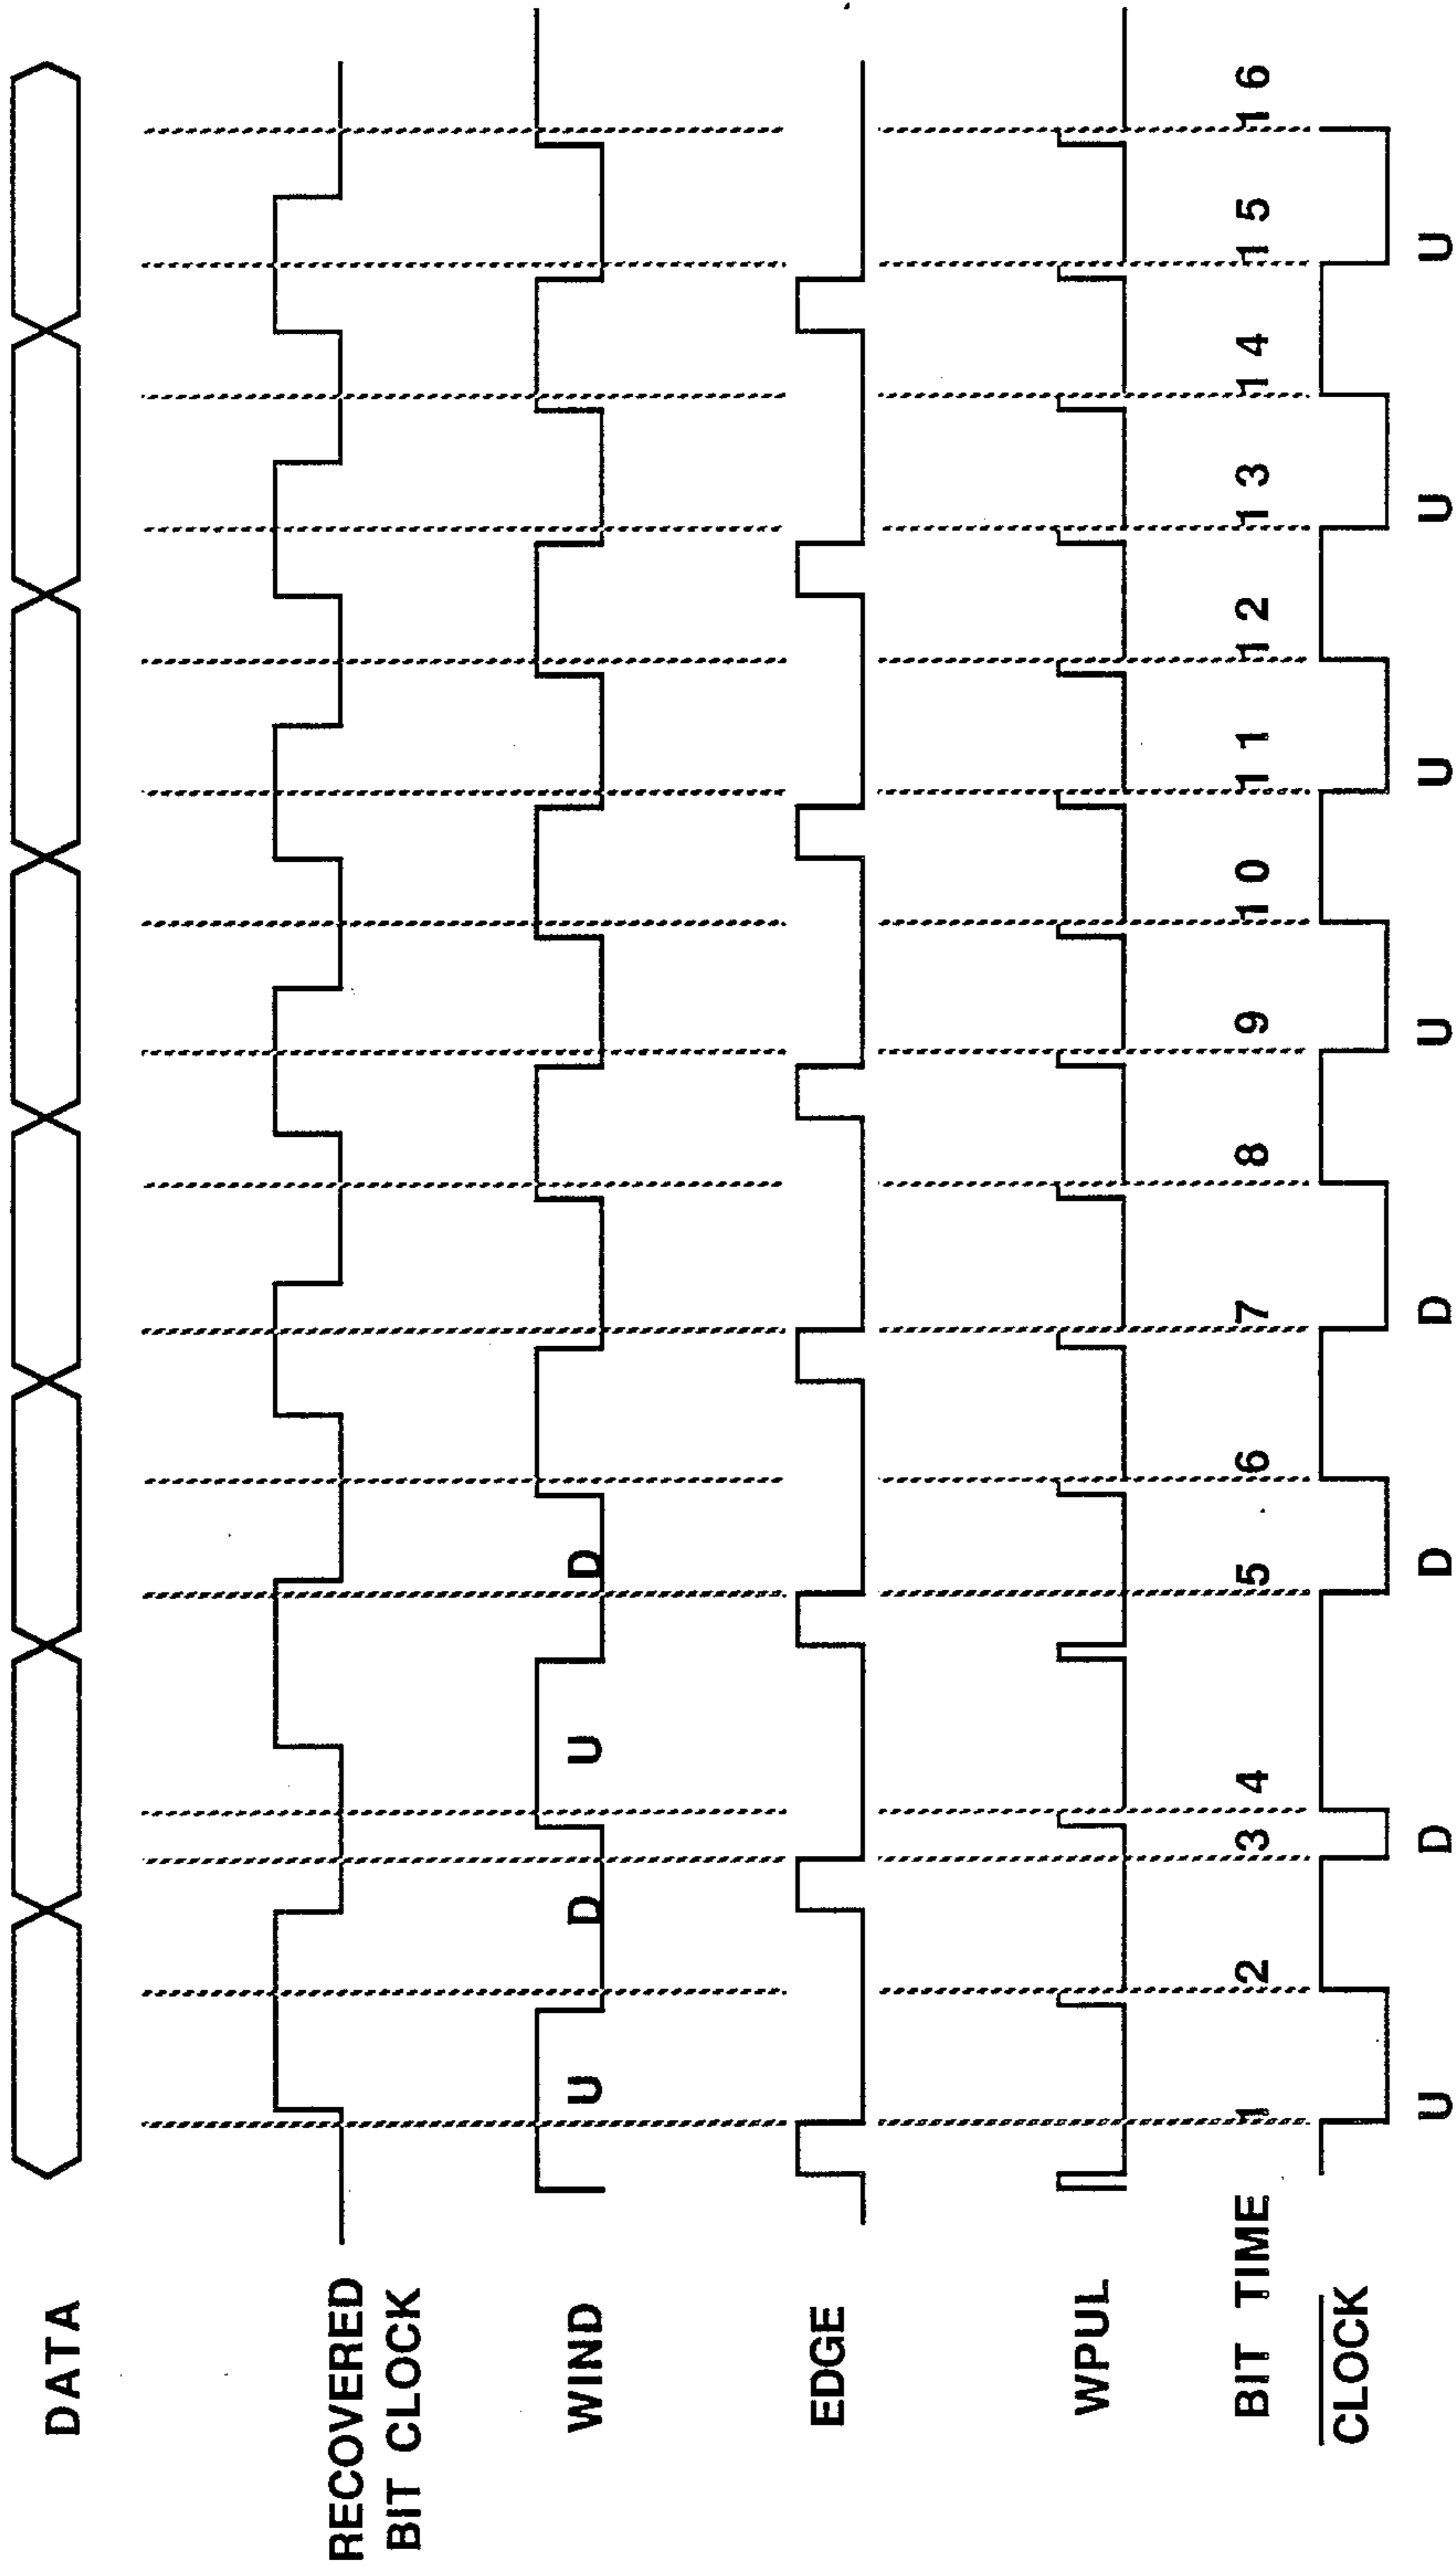 DATA
RECOVERED
BIT CLOCK
WIND U D U D
EDGE
WPUL
BIT TIME 1 2 3 4 5 6 7 8 9 10 11 12 13 14 15 16
CLOCK
U D D D U U U U